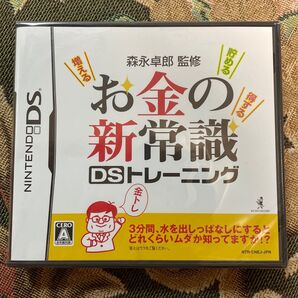 森永卓郎 監修
増える
貯める
得する
お金の
新常識
DSトレーニング
金下し
3分間、水を出しっぱなしにすると
どれくらいムダか知ってますか!?
NINTENDO DS
CERO
A
NTR-CNEJ-JPN